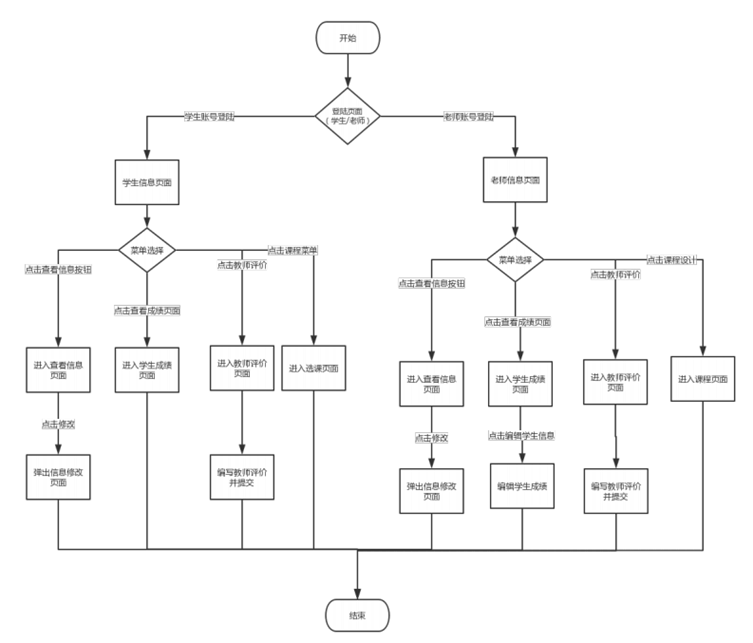 开始
登陆页面
（学生/老师）
学生账号登陆
老师账号登陆
学生信息页面
老师信息页面
菜单选择
点击查看信息按钮
点击查看成绩页面
点击教师评价
点击课程菜单
菜单选择
点击查看信息按钮
点击查看成绩页面
点击教师评价
点击课程设计
进入查看信息
页面
进入学生成绩
页面
进入教师评价
页面
进入选课页面
进入查看信息
页面
进入学生成绩
页面
进入教师评价
页面
进入课程页面
点击修改
点击修改
点击编辑学生信息
弹出信息修改
页面
编写教师评价
并提交
弹出信息修改
页面
编辑学生成绩
编写教师评价
并提交
结束